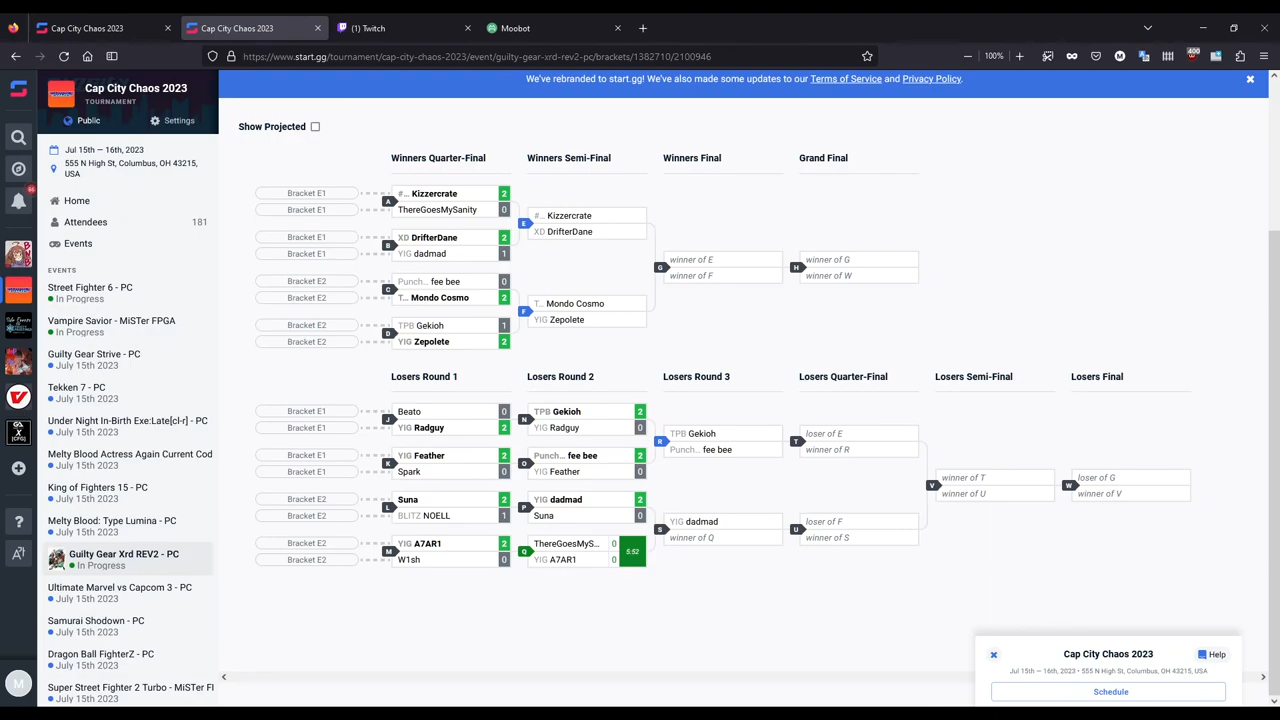 Cap City Chaos 2023
Cap City Chaos 2023
(1) Twitch
Moobot
https://www.start.gg/tournament/cap-city-chaos-2023/event/guilty-gear-xrd-rev2-pc/brackets/1382710/2100946
100%
400
We've rebranded to start.gg! We've also made some updates to our Terms of Service and Privacy Policy.
Cap City Chaos 2023
TOURNAMENT
Public
Settings
Jul 15th — 16th, 2023
555 N High St, Columbus, OH 43215,
USA
Home
Attendees 181
Events
EVENTS
Street Fighter 6 - PC
In Progress
Vampire Savior - MiSTer FPGA
In Progress
Guilty Gear Strive - PC
July 15th 2023
Tekken 7 - PC
July 15th 2023
Under Night In-Birth Exe:Late[cl-r] - PC
July 15th 2023
Melty Blood Actress Again Current Cod
July 15th 2023
King of Fighters 15 - PC
July 15th 2023
Melty Blood: Type Lumina - PC
July 15th 2023
Guilty Gear Xrd REV2 - PC
In Progress
Ultimate Marvel vs Capcom 3 - PC
July 15th 2023
Samurai Shodown - PC
July 15th 2023
Dragon Ball FighterZ - PC
July 15th 2023
Super Street Fighter 2 Turbo - MiSTer FI
July 15th 2023
M
Show Projected
Winners Quarter-Final
Winners Semi-Final
Winners Final
Grand Final
Bracket E1
A
#... Kizzercrate 2
Bracket E1
ThereGoesMySanity 0
Bracket E1
B
XD DrifterDane 2
Bracket E1
YIG dadmad 1
Bracket E2
C
Punch... fee bee 0
Bracket E2
T... Mondo Cosmo 2
Bracket E2
D
TPB Gekioh 1
Bracket E2
YIG Zepolete 2
E
#... Kizzercrate
XD DrifterDane
F
T... Mondo Cosmo
YIG Zepolete
G
winner of E
winner of F
H
winner of G
winner of W
Losers Round 1
Losers Round 2
Losers Round 3
Losers Quarter-Final
Losers Semi-Final
Losers Final
Bracket E1
J
Beato 0
Bracket E1
YIG Radguy 2
Bracket E1
K
YIG Feather 2
Bracket E1
Spark 0
Bracket E2
L
Suna 2
Bracket E2
BLITZ NOELL 1
Bracket E2
M
YIG A7AR1 2
Bracket E2
W1sh 0
N
TPB Gekioh 2
YIG Radguy 0
O
Punch... fee bee 2
YIG Feather 0
P
YIG dadmad 2
Suna 0
Q
ThereGoesMyS... 0
YIG A7AR1 0
5:52
R
TPB Gekioh
Punch... fee bee
S
YIG dadmad
winner of Q
T
loser of E
winner of R
U
loser of F
winner of S
V
winner of T
winner of U
W
loser of G
winner of V
Cap City Chaos 2023
Help
Jul 15th — 16th, 2023 • 555 N High St, Columbus, OH 43215, USA
Schedule